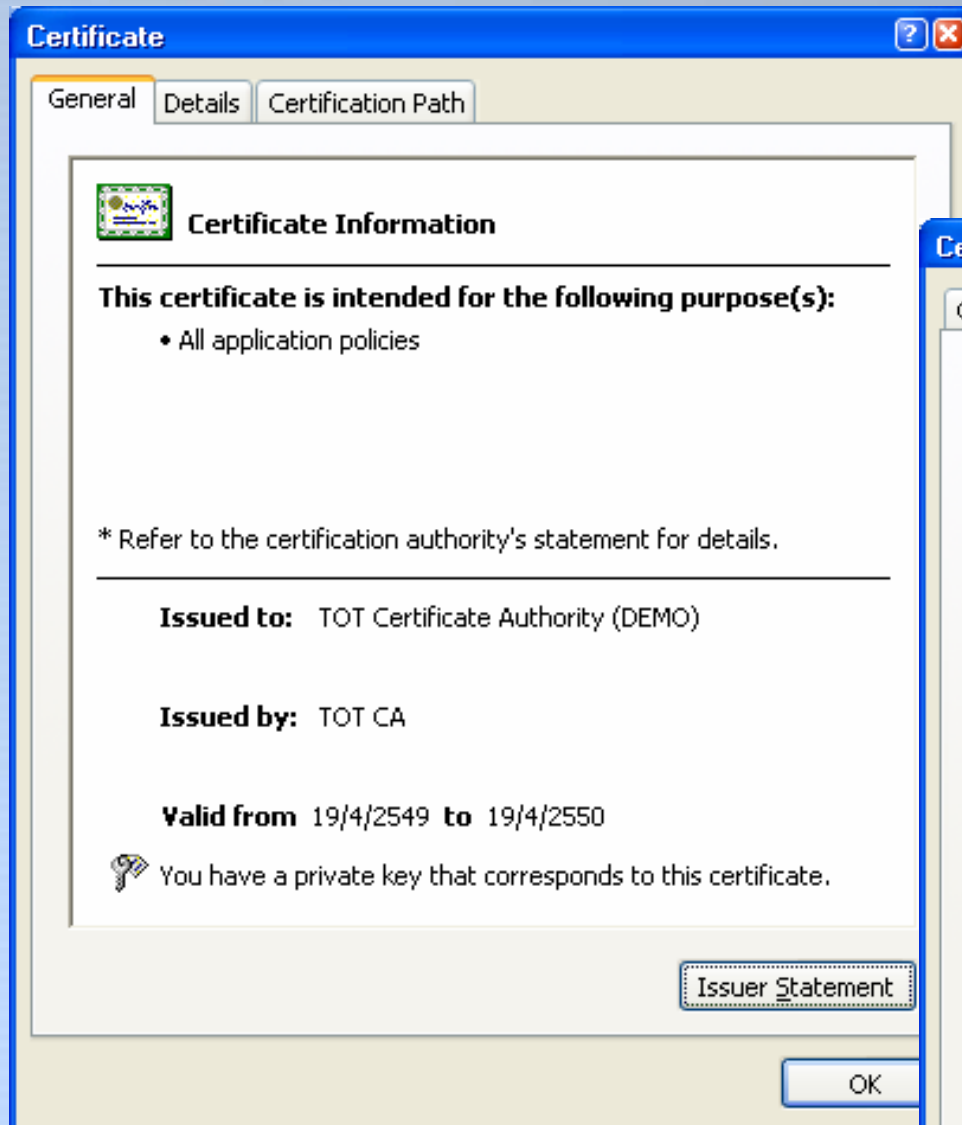 Certificate
General Details Certification Path
Certificate Information
This certificate is intended for the following purpose(s):
• All application policies
* Refer to the certification authority's statement for details.
Issued to: TOT Certificate Authority (DEMO)
Issued by: TOT CA
Valid from 19/4/2549 to 19/4/2550
You have a private key that corresponds to this certificate.
Issuer Statement
OK